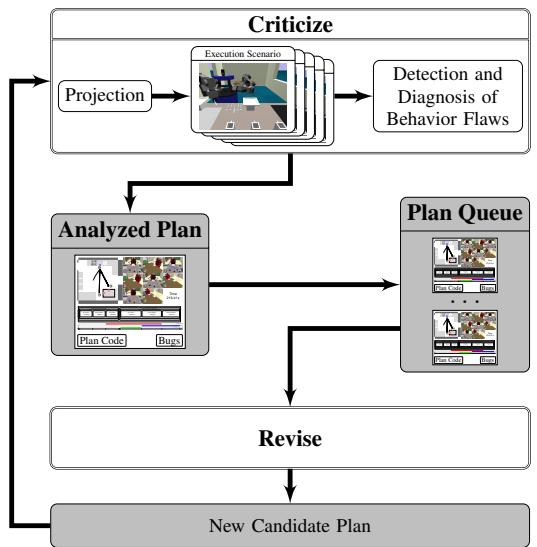 Criticize
Projection
Execution Scenario
Detection and
Diagnosis of
Behavior Flaws
Analyzed Plan
Plan Code
Bugs
Plan Queue
Plan Code
Bugs
. . .
Plan Code
Bugs
Revise
New Candidate Plan